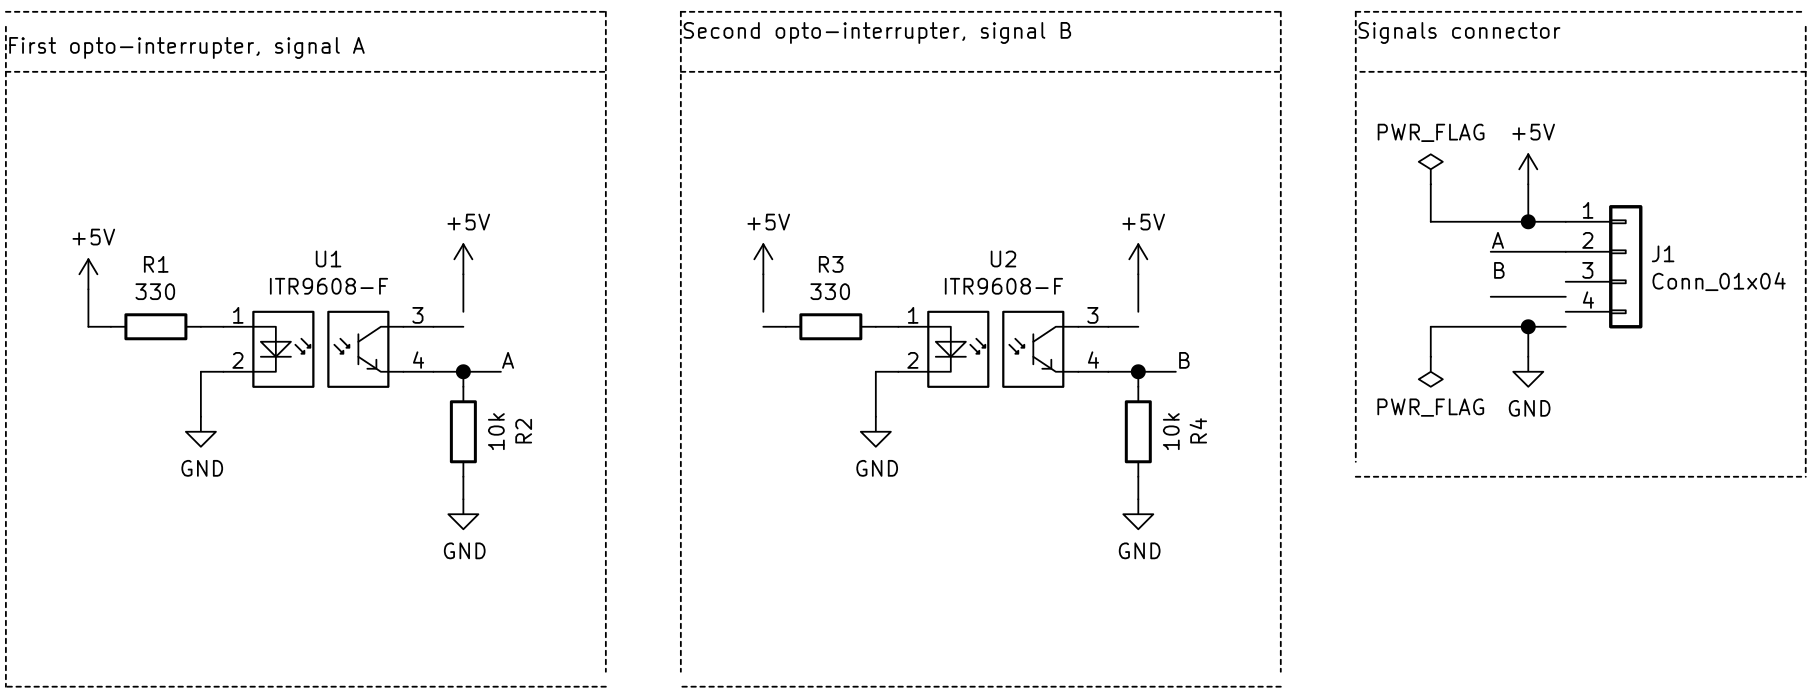 First opto-interrupter, signal A
+5V
R1
330
U1
ITR9608-F
+5V
1
2
3
4
A
10k
R2
GND
GND
Second opto-interrupter, signal B
+5V
R3
330
U2
ITR9608-F
+5V
1
2
3
4
B
10k
R4
GND
GND
Signals connector
PWR_FLAG
+5V
1
A
2
B
3
4
J1
Conn_01x04
PWR_FLAG
GND